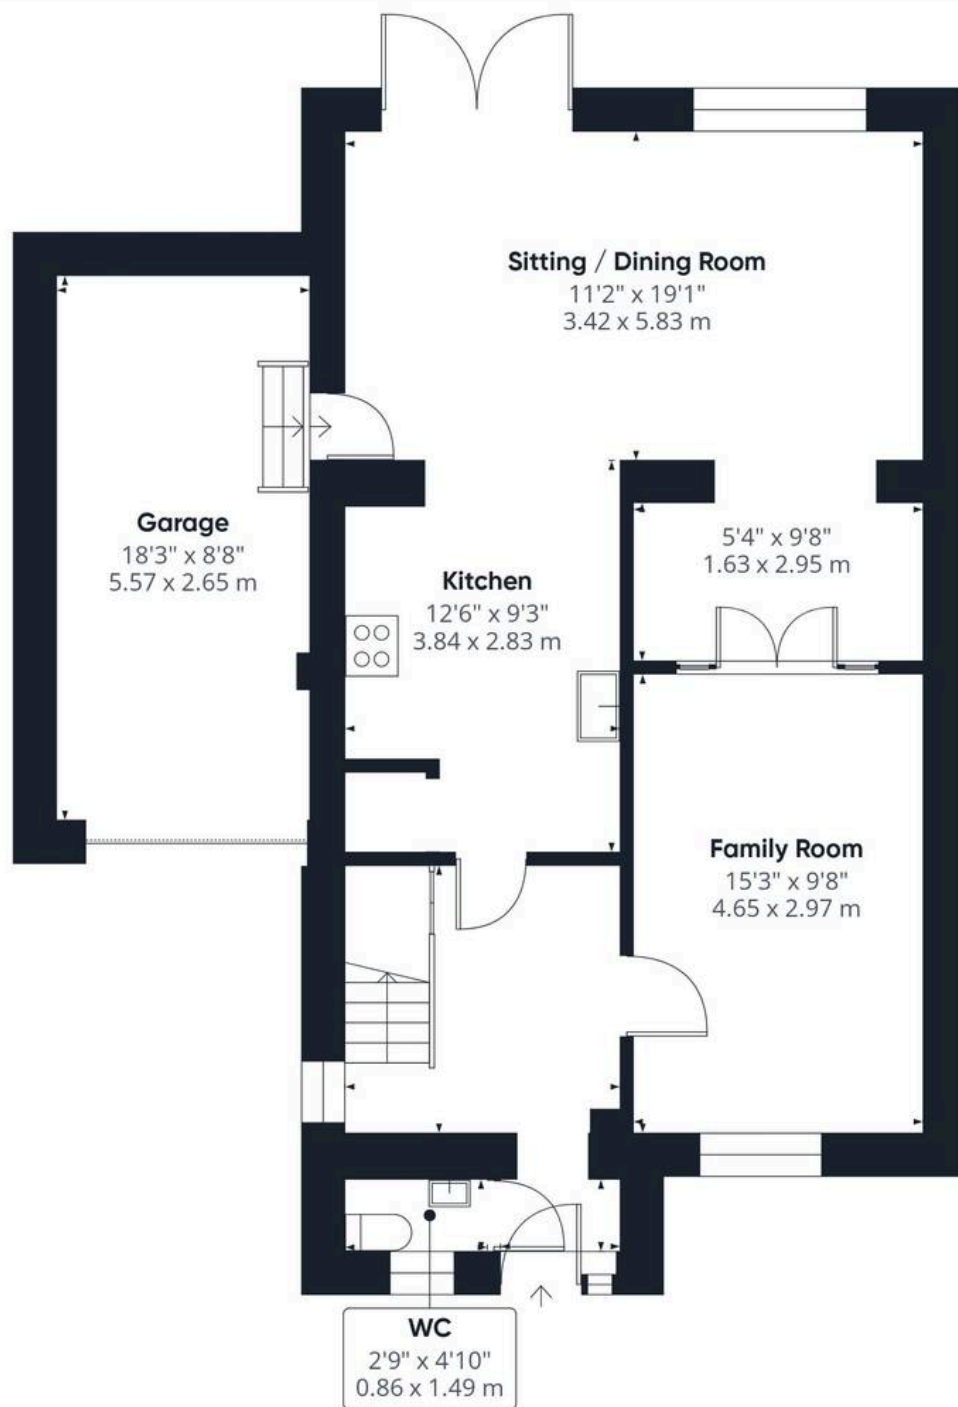 Sitting / Dining Room
11'2" x 19'1"
3.42 x 5.83 m
Garage
18'3" x 8'8"
5.57 x 2.65 m
5'4" x 9'8"
1.63 x 2.95 m
Kitchen
12'6" x 9'3"
3.84 x 2.83 m
Family Room
15'3" x 9'8"
4.65 x 2.97 m
WC
2'9" x 4'10"
0.86 x 1.49 m